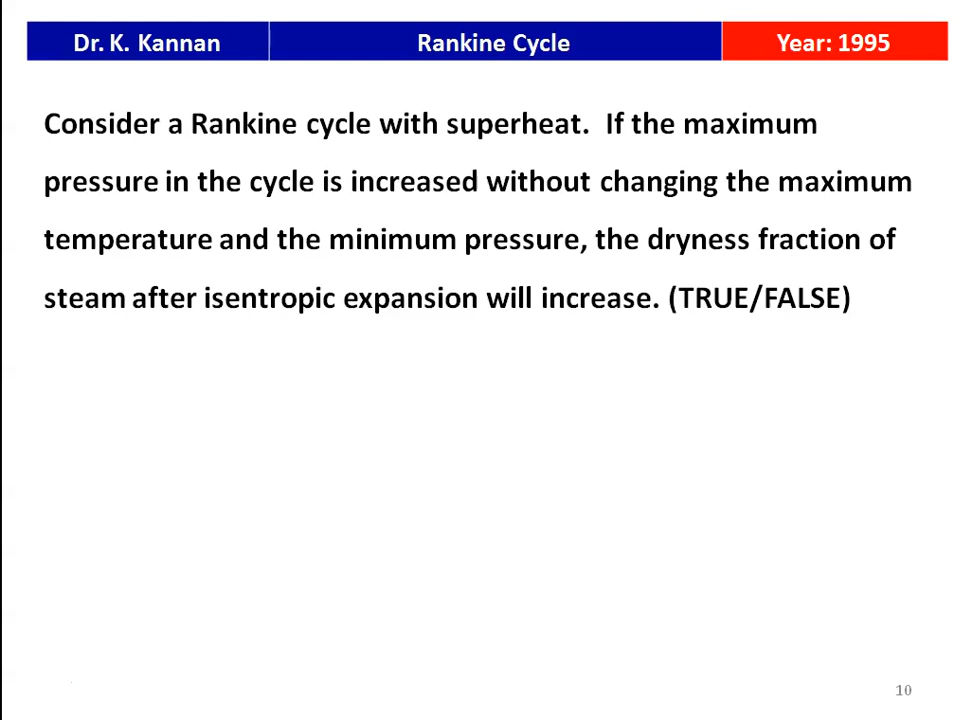 Dr. K. Kannan Rankine Cycle Year: 1995
Consider a Rankine cycle with superheat. If the maximum
pressure in the cycle is increased without changing the maximum
temperature and the minimum pressure, the dryness fraction of
steam after isentropic expansion will increase. (TRUE/FALSE)
10